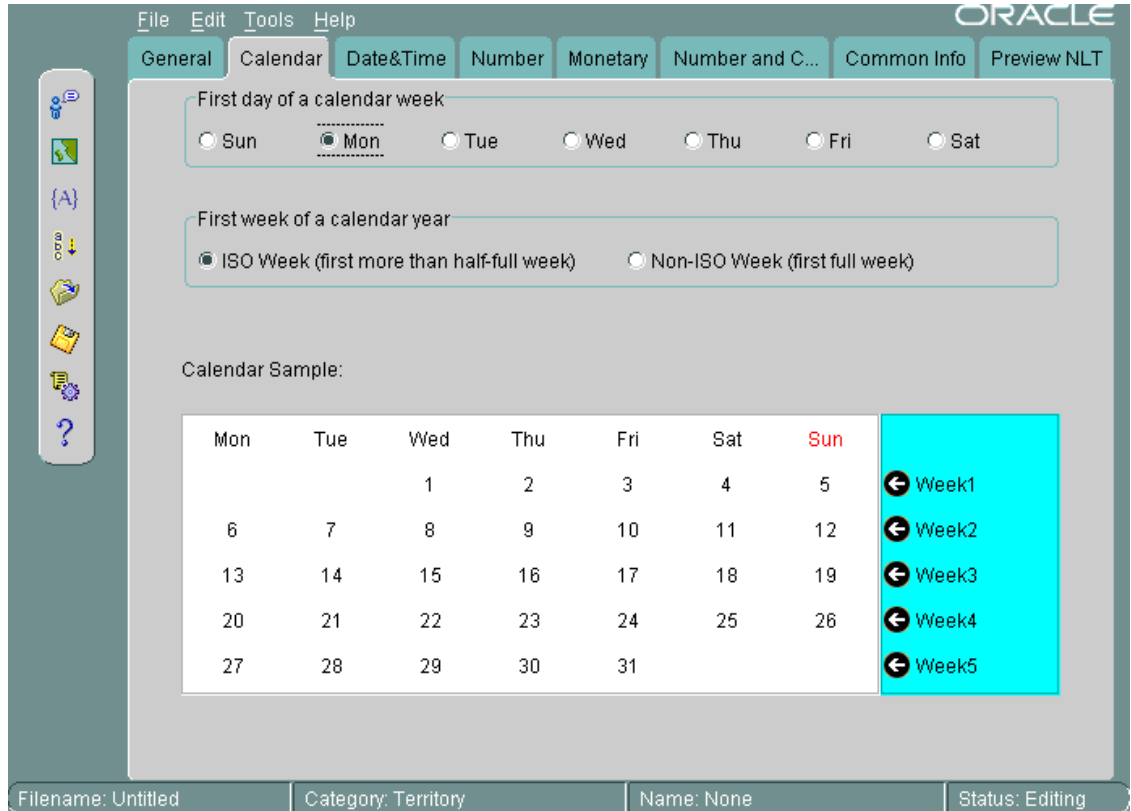 File Edit Tools Help
ORACLE
General Calendar Date&Time Number Monetary Number and C... Common Info Preview NLT
First day of a calendar week
Sun Mon Tue Wed Thu Fri Sat
{A}
First week of a calendar year
a
b
c
ISO Week (first more than half-full week) Non-ISO Week (first full week)
Calendar Sample:
?
Mon Tue Wed Thu Fri Sat Sun
1 2 3 4 5 Week1
6 7 8 9 10 11 12 Week2
13 14 15 16 17 18 19 Week3
20 21 22 23 24 25 26 Week4
27 28 29 30 31 Week5
Filename: Untitled Category: Territory Name: None Status: Editing